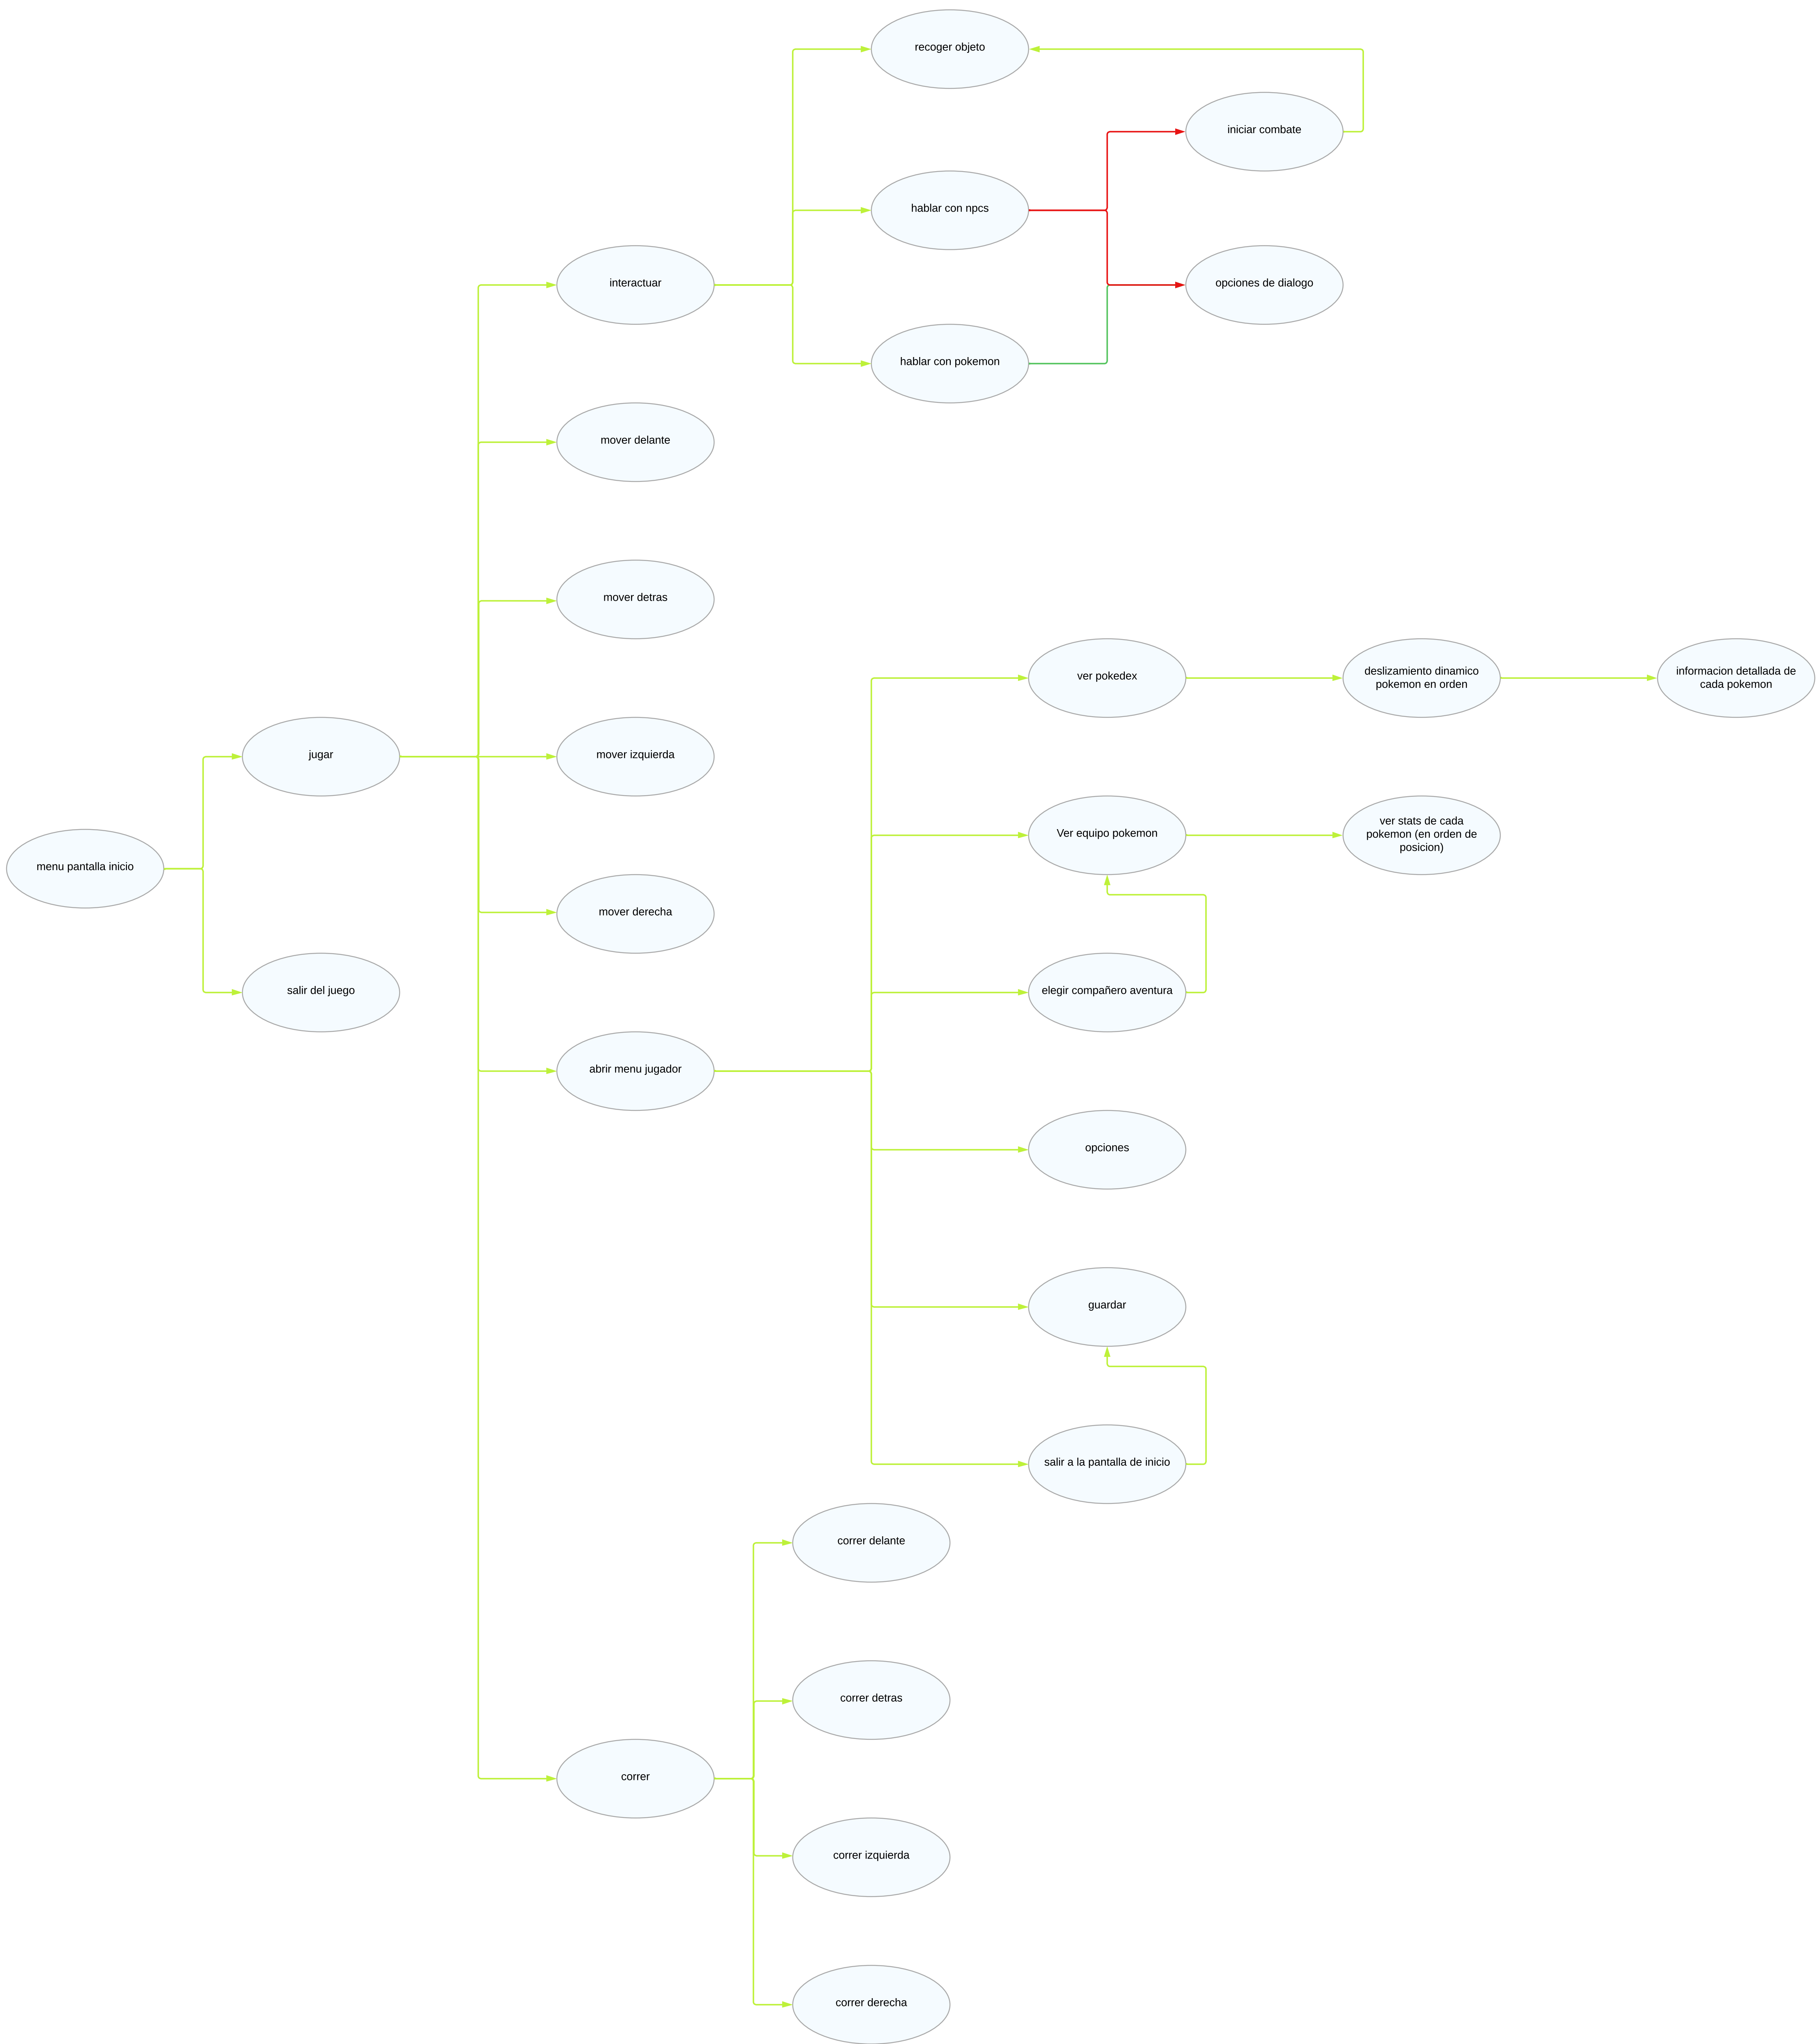 recoger objeto
iniciar combate
hablar con npcs
interactuar
opciones de dialogo
hablar con pokemon
mover delante
mover detras
ver pokedex
deslizamiento dinamico
pokemon en orden
informacion detallada de
cada pokemon
jugar
mover izquierda
menu pantalla inicio
Ver equipo pokemon
ver stats de cada
pokemon (en orden de
posicion)
mover derecha
salir del juego
elegir compañero aventura
abrir menu jugador
opciones
guardar
salir a la pantalla de inicio
correr delante
correr detras
correr
correr izquierda
correr derecha